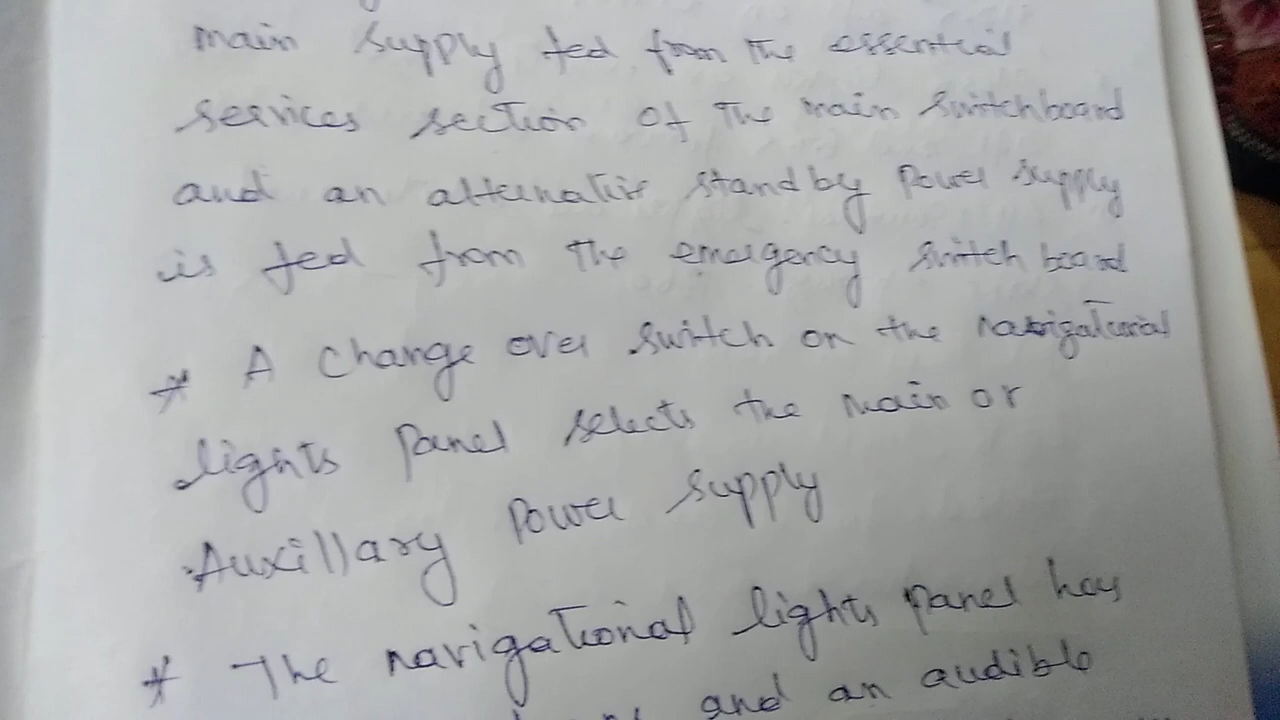 main supply fed from the essential
services section of the main switchboard
and an alternative standby power supply
is fed from the emergency switch board
* A change over switch on the navigational
lights panel selects the main or
Auxillary power supply
* The navigational lights panel has
and an audible